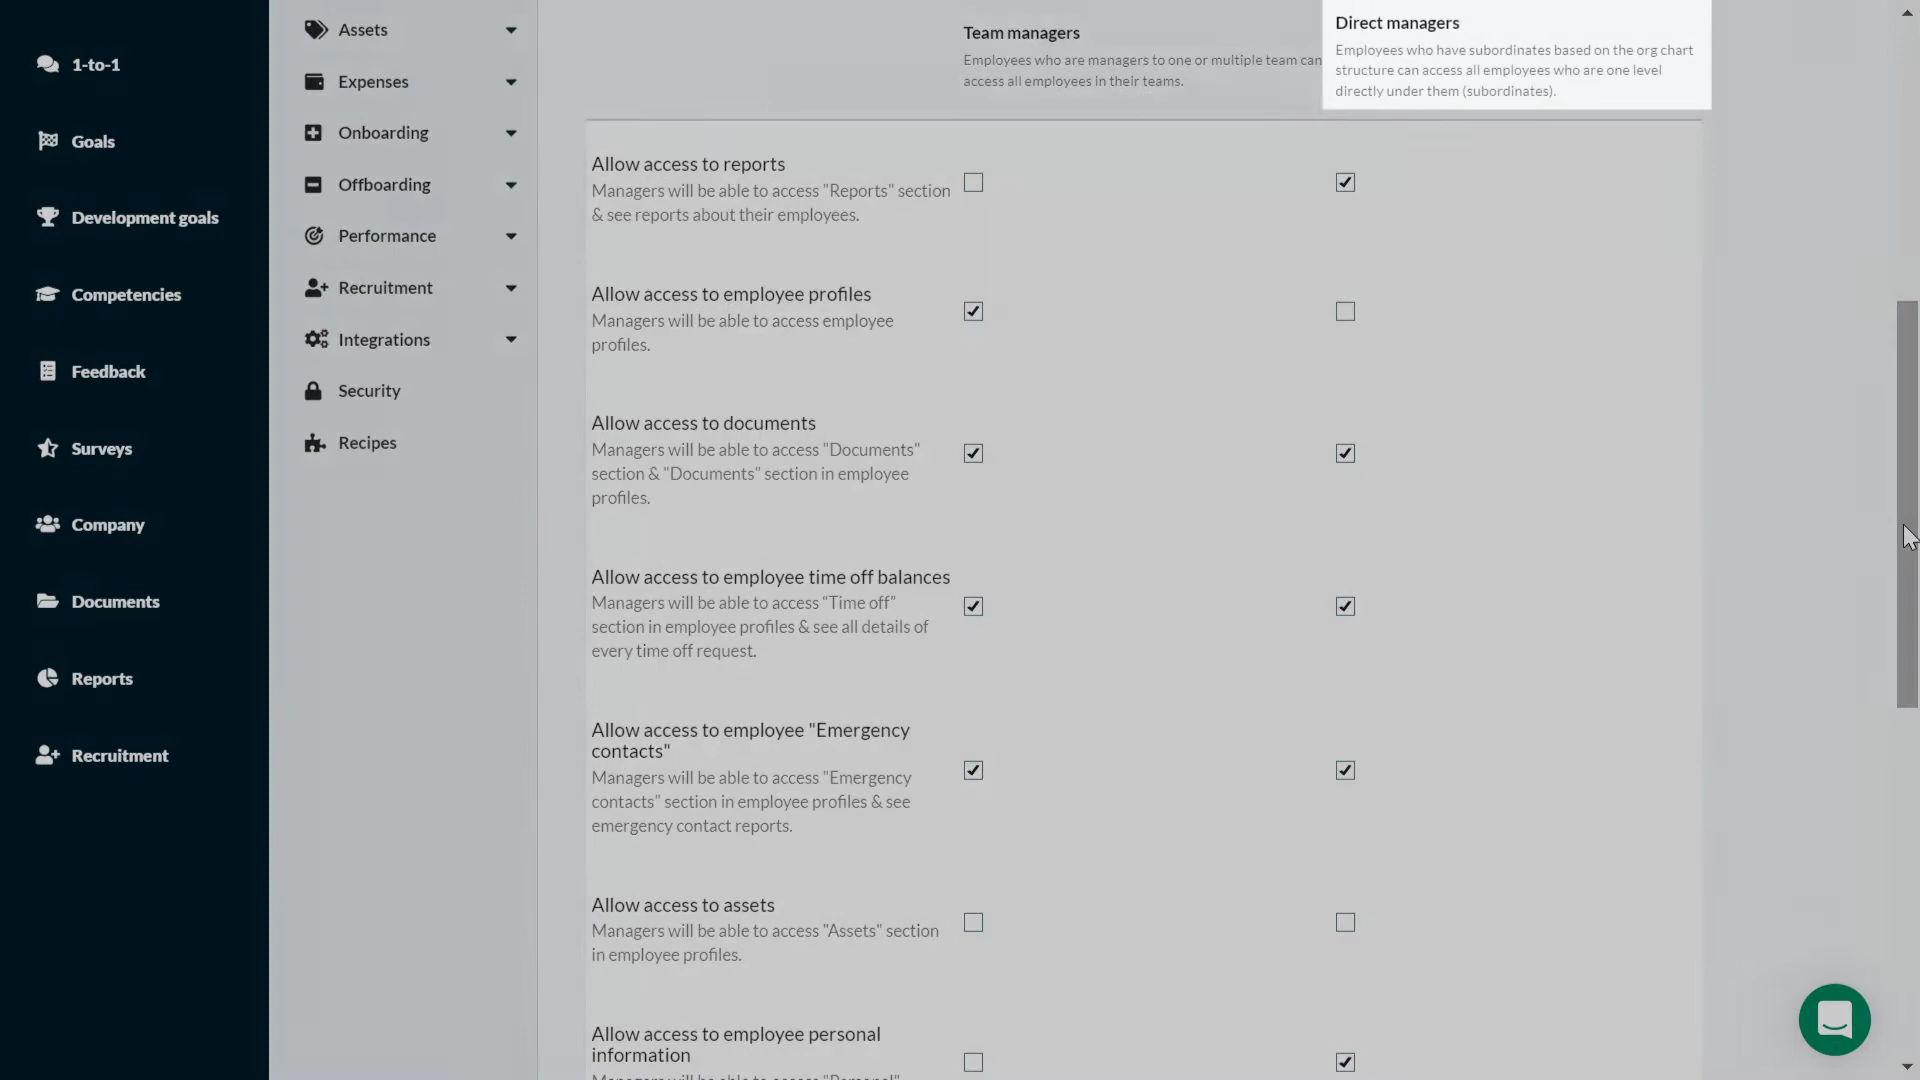 1-to-1
Goals
Development goals
Competencies
Feedback
Surveys
Company
Documents
Reports
Recruitment
Assets
Expenses
Onboarding
Offboarding
Performance
Recruitment
Integrations
Security
Recipes
Team managers
Employees who are managers to one or multiple team can
access all employees in their teams.
Direct managers
Employees who have subordinates based on the org chart
structure can access all employees who are one level
directly under them (subordinates).
Allow access to reports
Managers will be able to access "Reports" section
& see reports about their employees.
Allow access to employee profiles
Managers will be able to access employee
profiles.
Allow access to documents
Managers will be able to access "Documents"
section & "Documents" section in employee
profiles.
Allow access to employee time off balances
Managers will be able to access “Time off”
section in employee profiles & see all details of
every time off request.
Allow access to employee "Emergency
contacts"
Managers will be able to access "Emergency
contacts" section in employee profiles & see
emergency contact reports.
Allow access to assets
Managers will be able to access "Assets" section
in employee profiles.
Allow access to employee personal
information
Managers will be able to access "Personal"